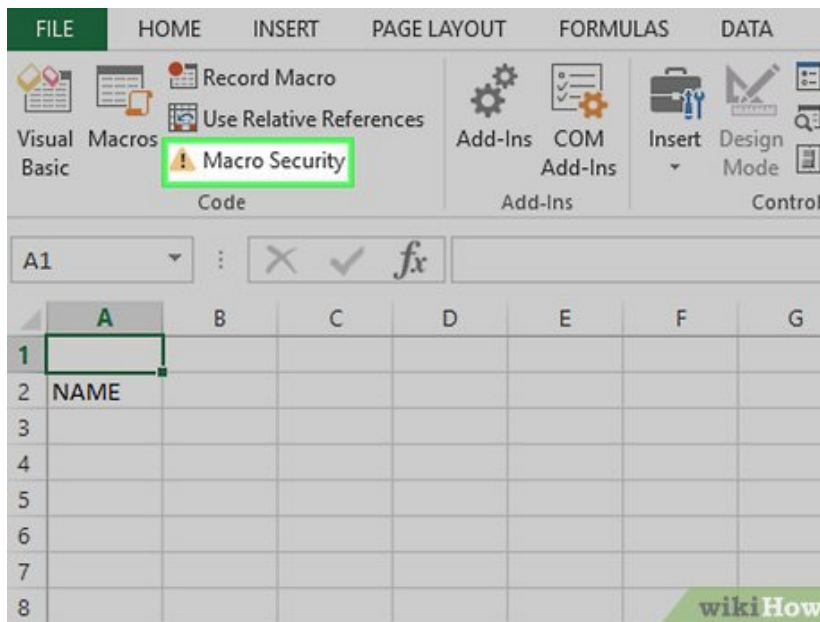 FILE HOME INSERT PAGE LAYOUT FORMULAS DATA
Record Macro
Use Relative References
Macro Security
Visual Basic
Macros
Code
Add-Ins
COM Add-Ins
Add-Ins
Insert
Design Mode
Control
A1 fx
A B C D E F G
1
2 NAME
3
4
5
6
7
8
wikiHow